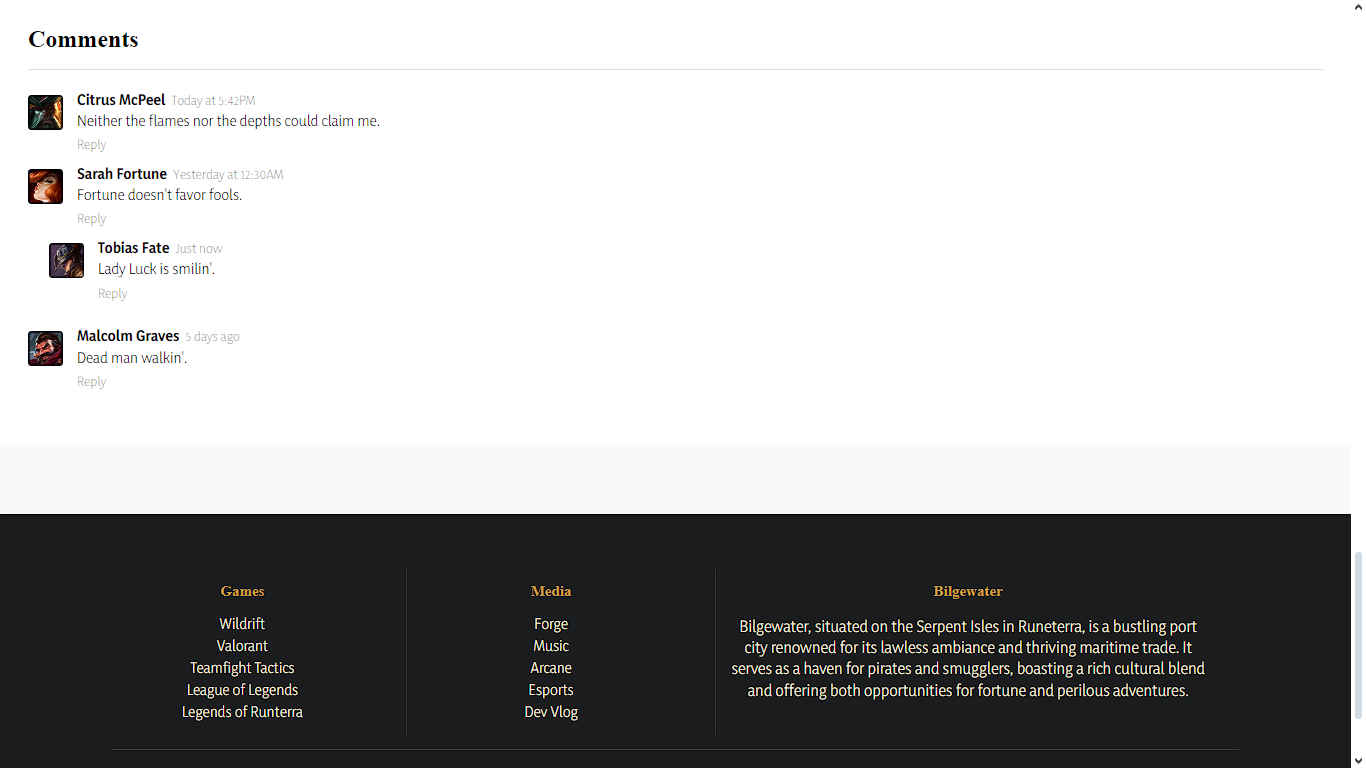 Comments
Citrus McPeel Today at 5:42PM
Neither the flames nor the depths could claim me.
Reply
Sarah Fortune Yesterday at 12:30AM
Fortune doesn't favor fools.
Reply
Tobias Fate Just now
Lady Luck is smilin'.
Reply
Malcolm Graves 5 days ago
Dead man walkin'.
Reply
Games
Wildrift
Valorant
Teamfight Tactics
League of Legends
Legends of Runterra
Media
Forge
Music
Arcane
Esports
Dev Vlog
Bilgewater
Bilgewater, situated on the Serpent Isles in Runeterra, is a bustling port
city renowned for its lawless ambiance and thriving maritime trade. It
serves as a haven for pirates and smugglers, boasting a rich cultural blend
and offering both opportunities for fortune and perilous adventures.